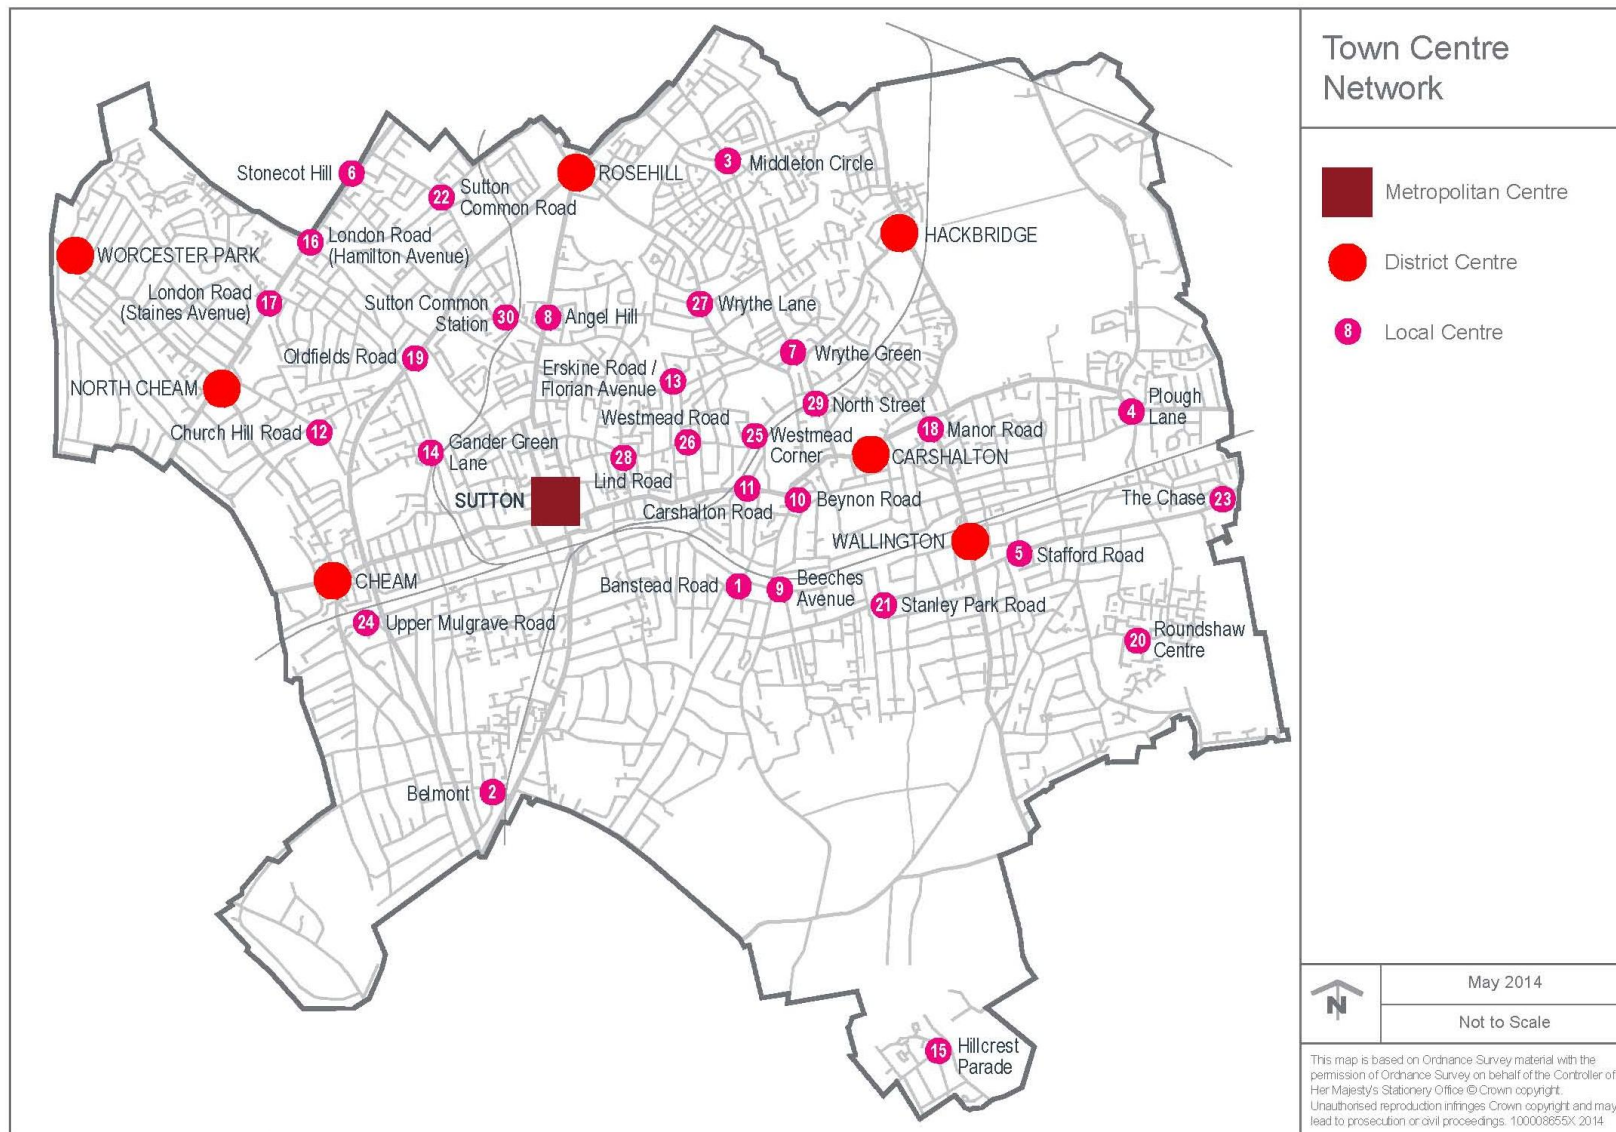 Town Centre
Network
Metropolitan Centre
District Centre
8 Local Centre
3 Middleton Circle
Stonecot Hill 6
ROSEHILL
22 Sutton
Common Road
16 London Road
(Hamilton Avenue)
HACKBRIDGE
WORCESTER PARK
London Road
(Staines Avenue) 17
Sutton Common
Station 30
8 Angel Hill
27 Wrythe Lane
Oldfields Road 19
7 Wrythe Green
Erskine Road /
Florian Avenue 13
NORTH CHEAM
29 North Street
Plough
Lane 4
Westmead Road
26
Church Hill Road 12
25 Westmead
Corner
18 Manor Road
14 Gander Green
Lane
28
Lind Road
CARSHALTON
SUTTON
11
Carshalton Road
10 Beynon Road
The Chase 23
WALLINGTON
5 Stafford Road
CHEAM
Banstead Road 1
9 Beeches
Avenue
21 Stanley Park Road
24 Upper Mulgrave Road
20 Roundshaw
Centre
Belmont 2
15 Hillcrest
Parade
N
May 2014
Not to Scale
This map is based on Ordnance Survey material with the
permission of Ordnance Survey on behalf of the Controller of
Her Majesty's Stationery Office © Crown copyright.
Unauthorised reproduction infringes Crown copyright and may
lead to prosecution or civil proceedings. 100008655X 2014